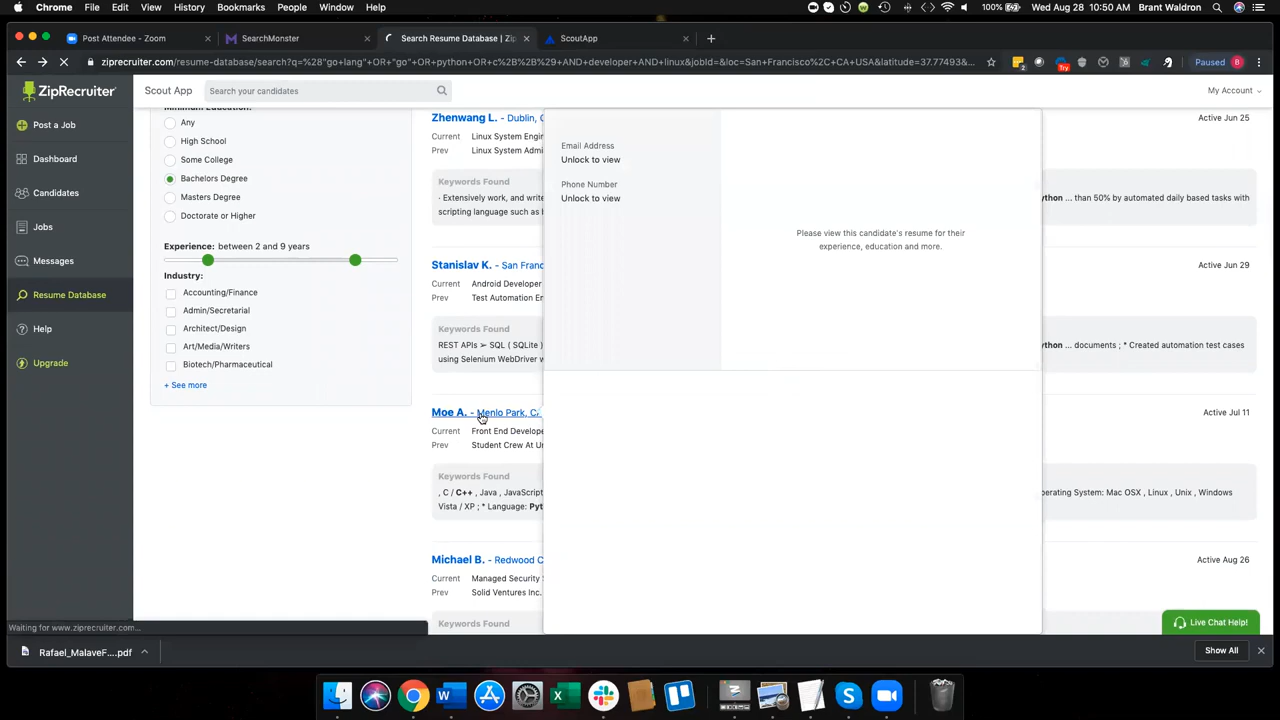 Chrome File Edit View History Bookmarks People Window Help 100% Wed Aug 28 10:50 AM Brant Waldron
Post Attendee - Zoom SearchMonster Search Resume Database | Zip ScoutApp
ziprecruiter.com/resume-database/search?q=%28"go+lang"+OR+"go"+OR+python+OR+c%2B%2B%29+AND+developer+AND+linux&jobId=&loc=San+Francisco%2C+CA+USA&latitude=37.77493&... Paused B
ZipRecruiter Scout App Search your candidates My Account
Post a Job
Dashboard
Candidates
Jobs
Messages
Resume Database
Help
Upgrade
Minimum Education:
Any
High School
Some College
Bachelors Degree
Masters Degree
Doctorate or Higher
Experience: between 2 and 9 years
Industry:
Accounting/Finance
Admin/Secretarial
Architect/Design
Art/Media/Writers
Biotech/Pharmaceutical
+ See more
Zhenwang L. - Dublin, Active Jun 25
Current Linux System Engin
Prev Linux System Admi
Keywords Found
· Extensively work, and write ython ... than 50% by automated daily based tasks with
scripting language such as b
Stanislav K. - San Franc Active Jun 29
Current Android Developer
Prev Test Automation En
Keywords Found
REST APIs ➢ SQL ( SQLite ) ython ... documents ; * Created automation test cases
using Selenium WebDriver w
Moe A. - Menlo Park, C Active Jul 11
Current Front End Develope
Prev Student Crew At Un
Keywords Found
, C / C++ , Java , JavaScript perating System: Mac OSX , Linux , Unix , Windows
Vista / XP ; * Language: Pyt
Michael B. - Redwood C Active Aug 26
Current Managed Security S
Prev Solid Ventures Inc.
Keywords Found
Email Address
Unlock to view
Phone Number
Unlock to view
Please view this candidate's resume for their
experience, education and more.
Live Chat Help!
Waiting for www.ziprecruiter.com...
Rafael_MalaveF....pdf Show All